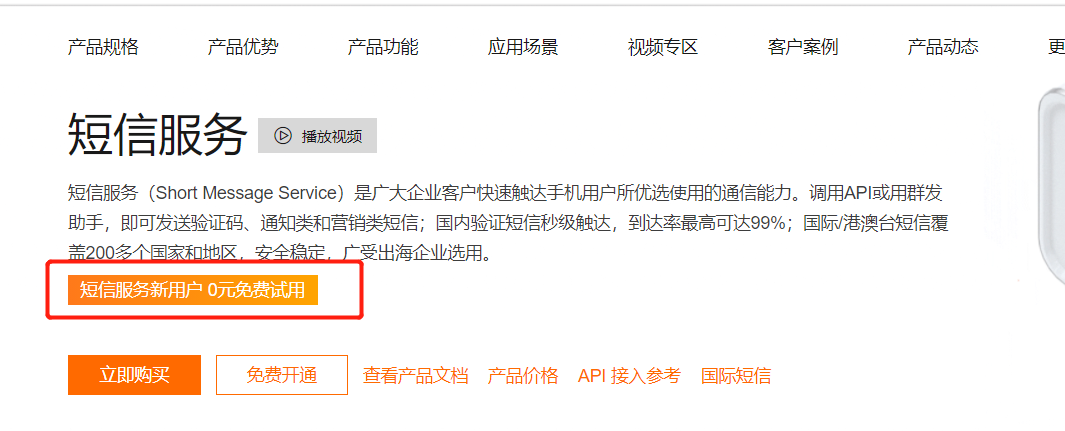 产品规格 产品优势 产品功能 应用场景 视频专区 客户案例 产品动态 更
短信服务 播放视频
短信服务（Short Message Service）是广大企业客户快速触达手机用户所优选使用的通信能力。调用API或用群发
助手，即可发送验证码、通知类和营销类短信；国内验证短信秒级触达，到达率最高可达99%；国际/港澳台短信覆
盖200多个国家和地区，安全稳定，广受出海企业选用。
短信服务新用户 0元免费试用
立即购买 免费开通 查看产品文档 产品价格 API 接入参考 国际短信